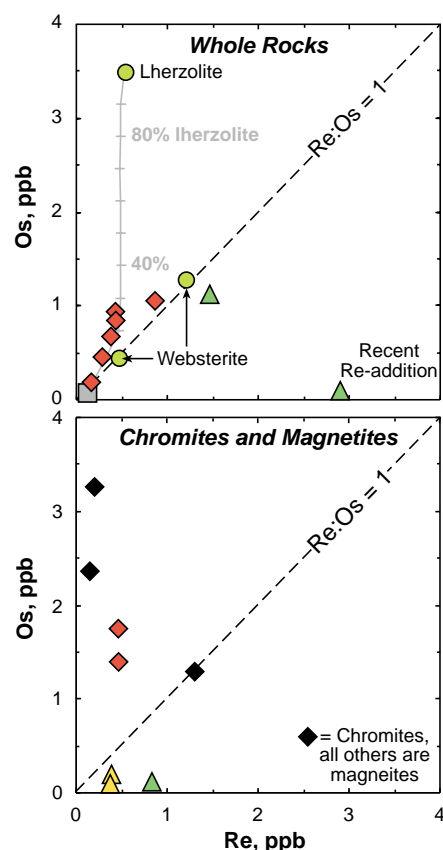 4
Whole Rocks
Lherzolite
3
80% lherzolite
Re:Os = 1
Os, ppb
2
40%
1
Websterite
Recent
Re-addition
0
4
Chromites and Magnetites
3
Re:Os = 1
Os, ppb
2
1
= Chromites,
all others are
magneites
0
0 1 2 3 4
Re, ppb